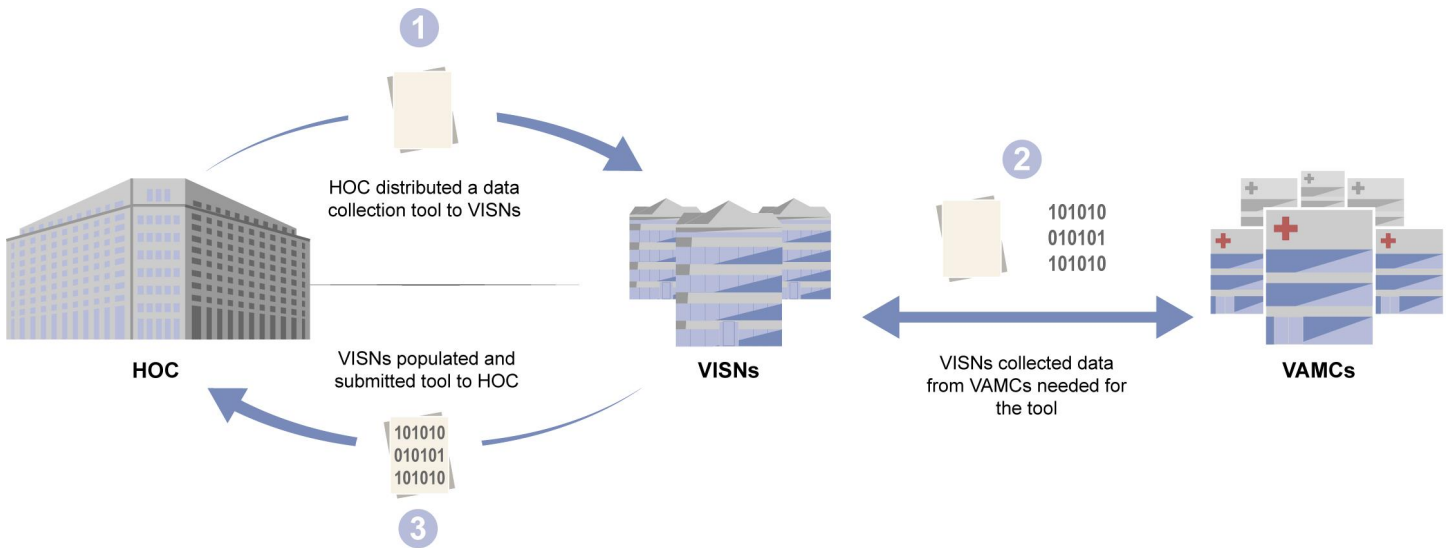 1
HOC distributed a data
collection tool to VISNs
HOC
VISNs
2
101010
010101
101010
VISNs collected data
from VAMCs needed for
the tool
VAMCs
VISNs populated and
submitted tool to HOC
101010
010101
101010
3